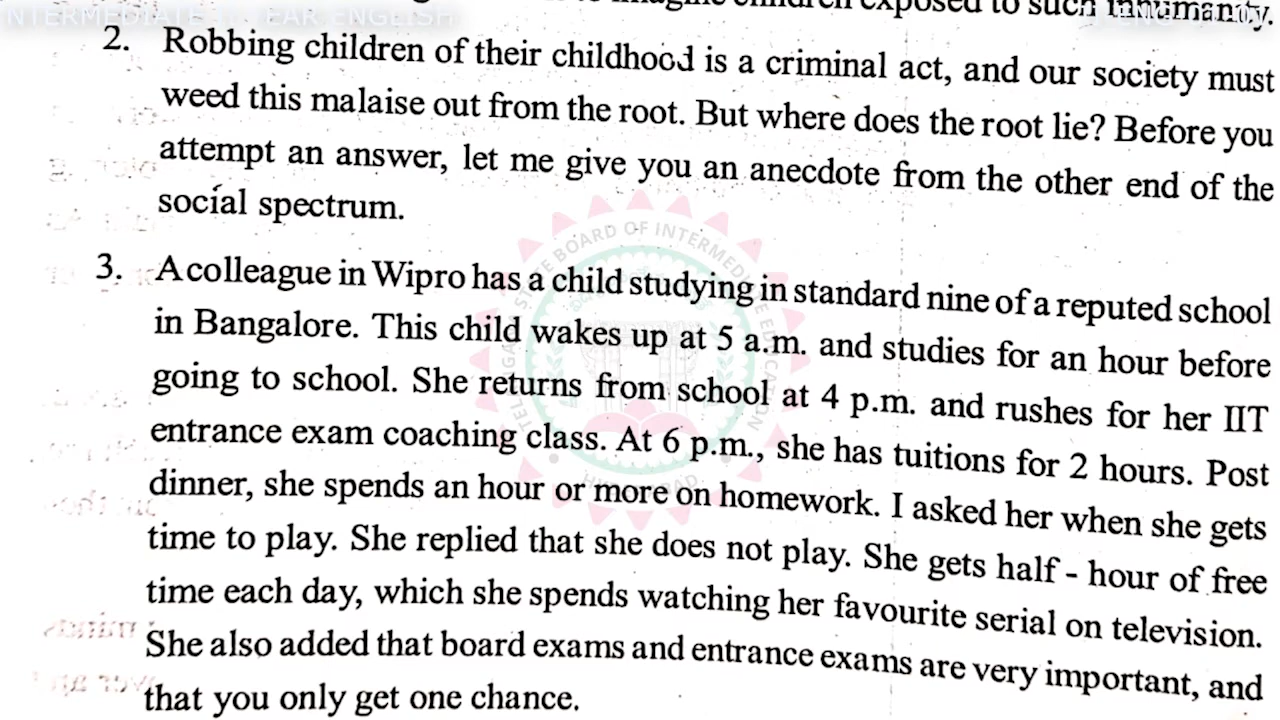 INTERMEDIATE YEAR ENGLISH
children exposed to such inhumanity.
2. Robbing children of their childhood is a criminal act, and our society must
weed this malaise out from the root. But where does the root lie? Before you
attempt an answer, let me give you an anecdote from the other end of the
social spectrum.
3. A colleague in Wipro has a child studying in standard nine of a reputed school
in Bangalore. This child wakes up at 5 a.m. and studies for an hour before
going to school. She returns from school at 4 p.m. and rushes for her IIT
entrance exam coaching class. At 6 p.m., she has tuitions for 2 hours. Post
dinner, she spends an hour or more on homework. I asked her when she gets
time to play. She replied that she does not play. She gets half - hour of free
time each day, which she spends watching her favourite serial on television.
She also added that board exams and entrance exams are very important, and
that you only get one chance.
TELANGANA STATE BOARD OF INTERMEDIATE EDUCATION
HYDERABAD